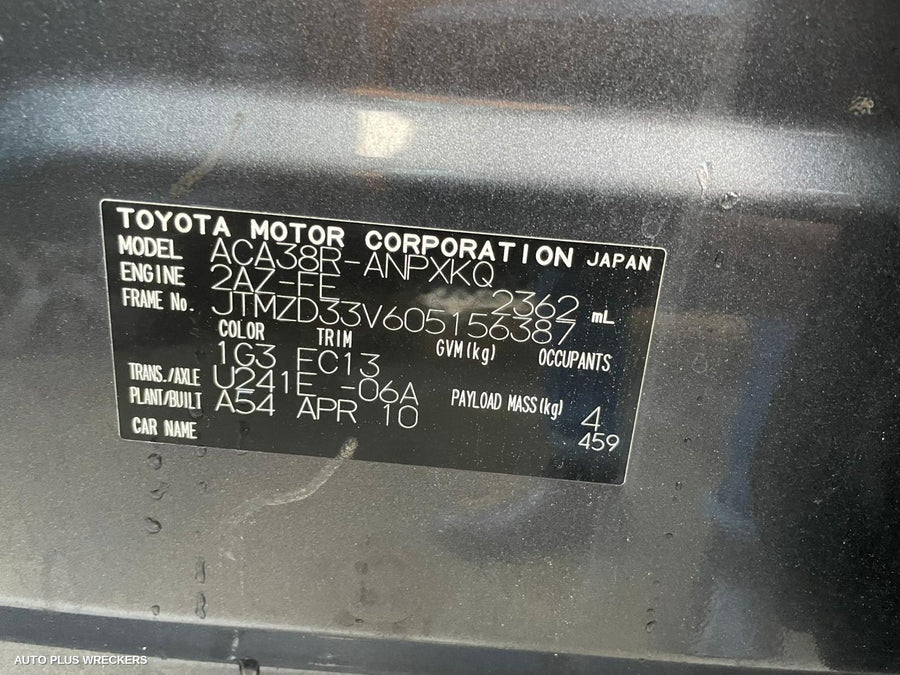 TOYOTA MOTOR CORPORATION JAPAN
MODEL ACA38R-ANPXKQ
ENGINE 2AZ-FE 2362 mL
FRAME No. JTMZD33V605156387
COLOR TRIM GVM(kg) OCCUPANTS
1G3 FC13
TRANS./AXLE U241E -06A
PLANT/BUILT A54 APR 10 PAYLOAD MASS(kg) 4
CAR NAME 459
AUTO PLUS WRECKERS